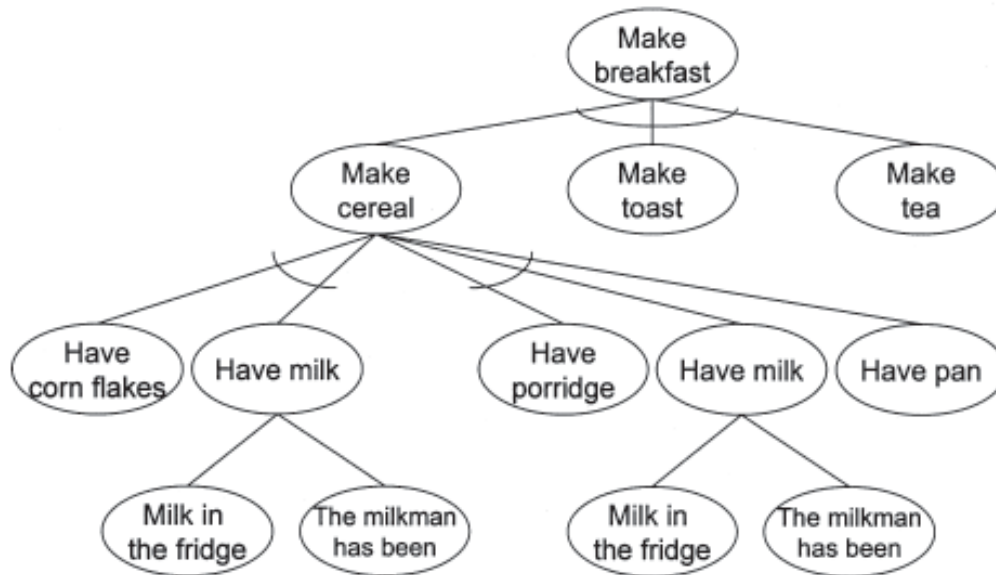 Make
breakfast
Make
cereal
Make
toast
Make
tea
Have
corn flakes
Have milk
Have
porridge
Have milk
Have pan
Milk in
the fridge
The milkman
has been
Milk in
the fridge
The milkman
has been